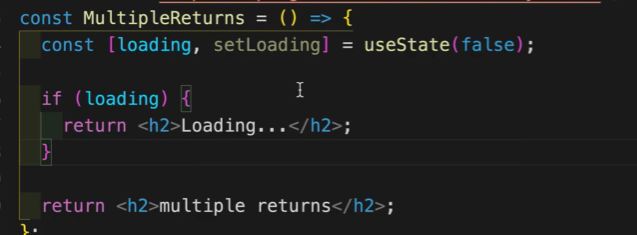 const MultipleReturns = () => {
const [loading, setLoading] = useState(false);
if (loading) {
return <h2>Loading...</h2>;
}
return <h2>multiple returns</h2>;
};